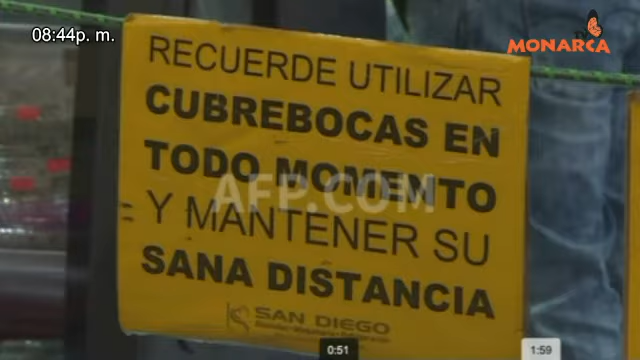 08:44p. m.
TV
MONARCA
RECUERDE UTILIZAR
CUBREBOCAS EN
TODO MOMENTO
AFP.COM
Y MANTENER SU
SANA DISTANCIA
SAN DIEGO
0:51
1:59